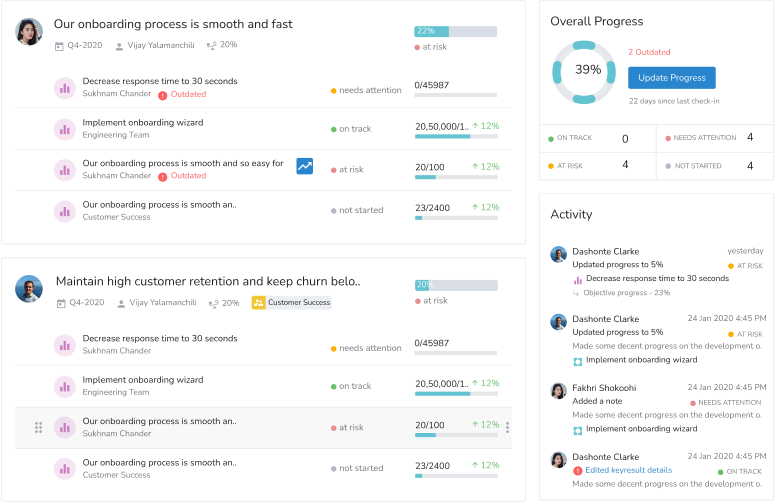 Our onboarding process is smooth and fast
Q4-2020 Vijay Yalamanchili 20%
22%
at risk
Decrease response time to 30 seconds
Sukhnam Chander Outdated
needs attention
0/45987
Implement onboarding wizard
Engineering Team
on track
20,50,000/1.. 12%
Our onboarding process is smooth and so easy for
Sukhnam Chander Outdated
at risk
20/100 12%
Our onboarding process is smooth an..
Customer Success
not started
23/2400 12%
Maintain high customer retention and keep churn belo..
Q4-2020 Vijay Yalamanchili 20% Customer Success
20%
at risk
Decrease response time to 30 seconds
Sukhnam Chander
needs attention
0/45987
Implement onboarding wizard
Engineering Team
on track
20,50,000/1.. 12%
Our onboarding process is smooth an..
Sukhnam Chander
at risk
20/100 12%
Our onboarding process is smooth an..
Customer Success
not started
23/2400 12%
Overall Progress
39%
2 Outdated
Update Progress
22 days since last check-in
ON TRACK 0
NEEDS ATTENTION 4
AT RISK 4
NOT STARTED 4
Activity
Dashonte Clarke yesterday
Updated progress to 5% AT RISK
Decrease response time to 30 seconds
Objective progress - 23%
Dashonte Clarke 24 Jan 2020 4:45 PM
Updated progress to 5% AT RISK
Made some decent progress on the development o.
Implement onboarding wizard
Fakhri Shokoohi 24 Jan 2020 4:45 PM
Added a note NEEDS ATTENTION
Made some decent progress on the development o.
Implement onboarding wizard
Dashonte Clarke 24 Jan 2020 4:45 PM
Edited keyresult details ON TRACK
Made some decent progress on the development o.